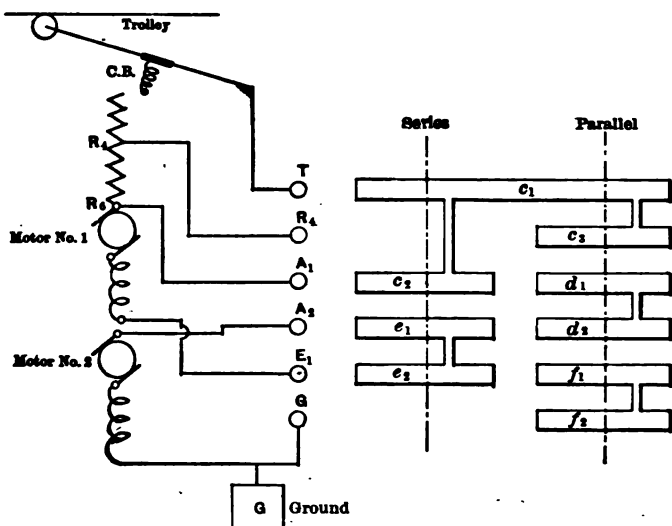 Trolley
C.B.
R₄
R₆
Motor No. 1
Motor No. 2
T
R₄
A₁
A₂
E₁
G
G Ground
Series
Parallel
c₁
c₃
c₂
d₁
e₁
d₂
e₂
f₁
f₂